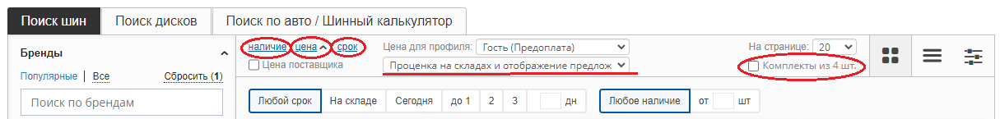 Поиск шин Поиск дисков Поиск по авто / Шинный калькулятор
Бренды
Популярные Все Сбросить (1)
Поиск по брендам
наличие цена срок Цена для профиля: Гость (Предоплата) На странице: 20
Цена поставщика Проценка на складах и отображение предлож Комплекты из 4 шт.
Любой срок На складе Сегодня до 1 2 3 дн Любое наличие от шт